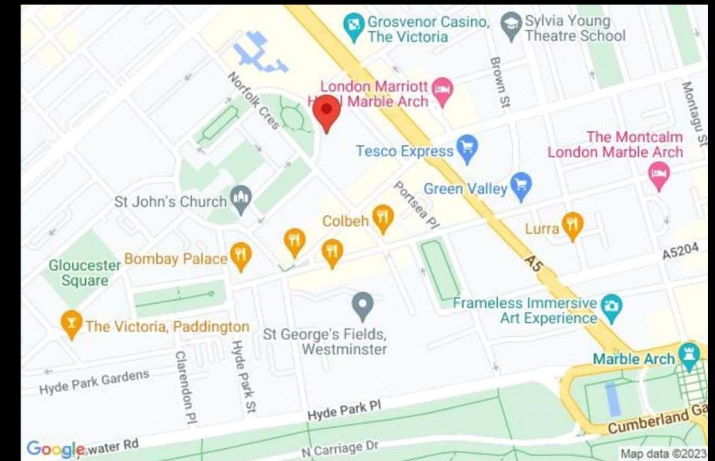 Grosvenor Casino,
The Victoria
Sylvia Young
Theatre School
Norfolk Cres
London Marriott
Hotel Marble Arch
Brown St
Montagu St
Tesco Express
The Montcalm
London Marble Arch
Green Valley
Portsea Pl
St John's Church
Colbeh
Lurra
Bombay Palace
Gloucester
Square
A5
A5204
Frameless Immersive
Art Experience
The Victoria, Paddington
St George's Fields,
Westminster
Marble Arch
Clarendon Pl
Hyde Park St
Hyde Park Gardens
Hyde Park Pl
Cumberland Ga
Google
swater Rd
N Carriage Dr
Map data ©2023